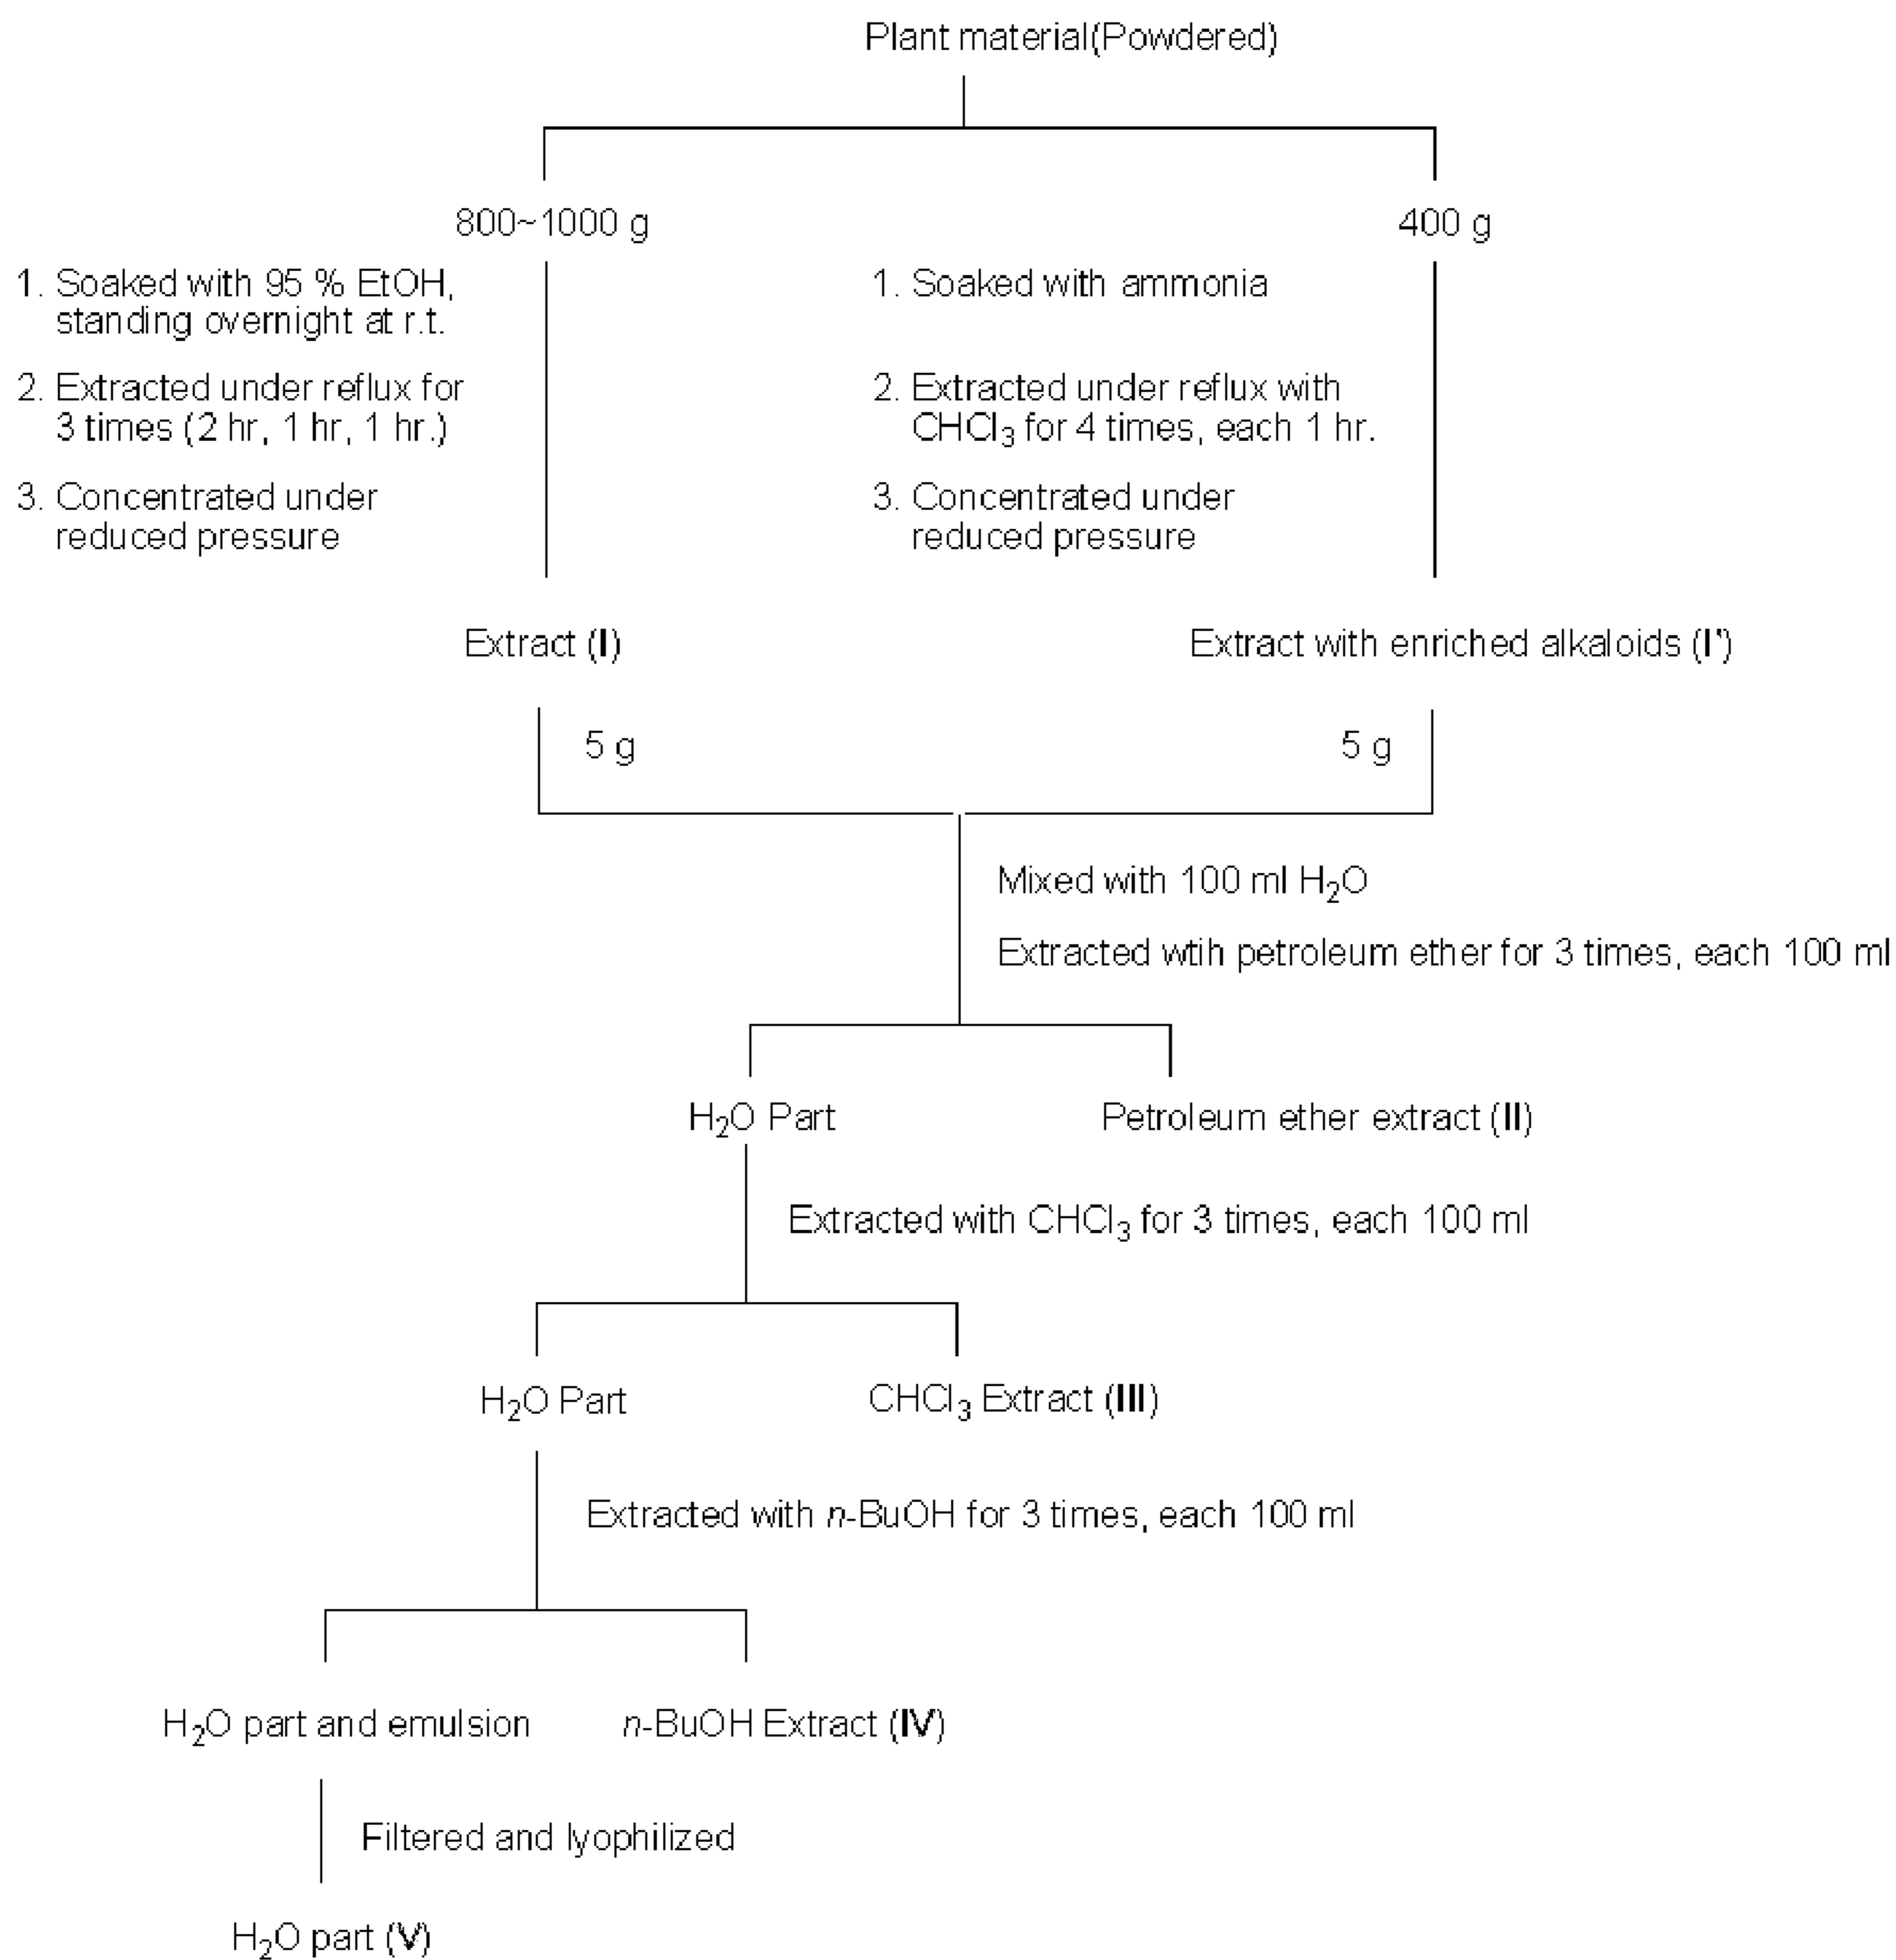 Plant material(Powdered)
800~1000 g
400 g
1. Soaked with 95 % EtOH,
standing overnight at r.t.
2. Extracted under reflux for
3 times (2 hr, 1 hr, 1 hr.)
3. Concentrated under
reduced pressure
1. Soaked with ammonia
2. Extracted under reflux with
CHCl₃ for 4 times, each 1 hr.
3. Concentrated under
reduced pressure
Extract (I)
Extract with enriched alkaloids (I')
5 g
5 g
Mixed with 100 ml H₂O
Extracted wtih petroleum ether for 3 times, each 100 ml
H₂O Part
Petroleum ether extract (II)
Extracted with CHCl₃ for 3 times, each 100 ml
H₂O Part
CHCl₃ Extract (III)
Extracted with n-BuOH for 3 times, each 100 ml
H₂O part and emulsion
n-BuOH Extract (IV)
Filtered and lyophilized
H₂O part (V)